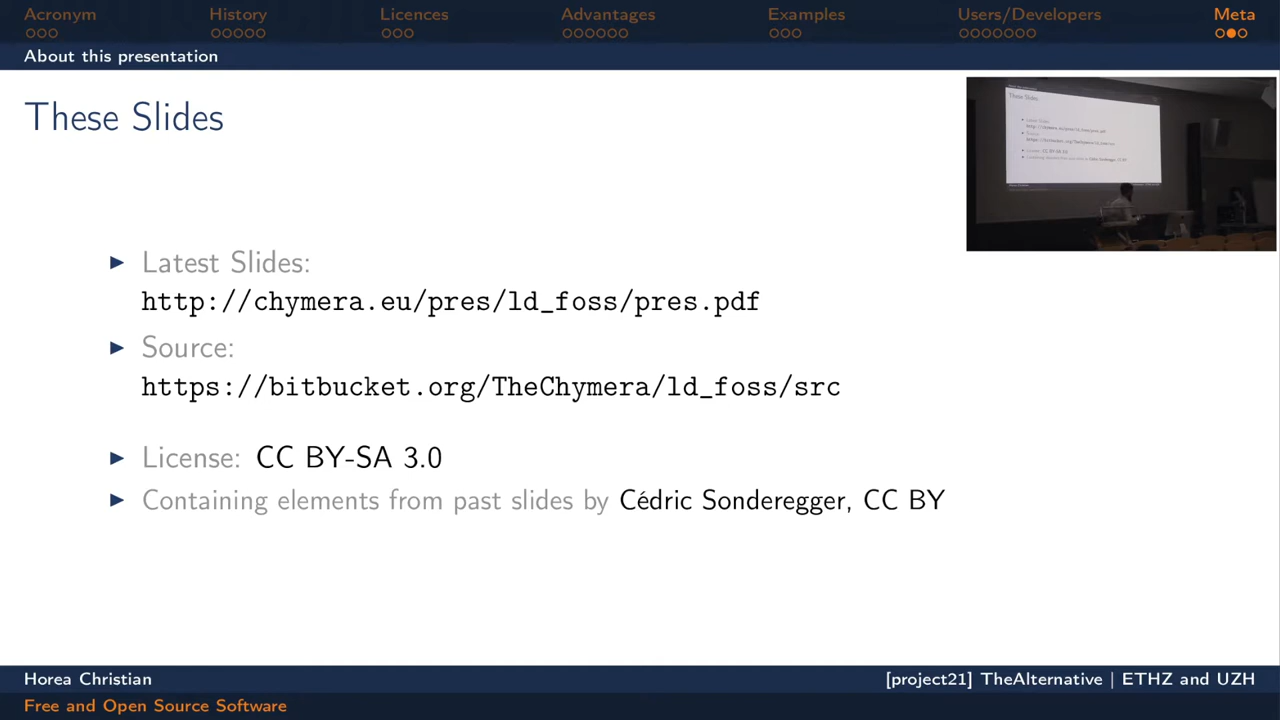 Acronym History Licences Advantages Examples Users/Developers Meta
About this presentation
These Slides
Latest Slides:
http://chymera.eu/pres/ld_foss/pres.pdf
Source:
https://bitbucket.org/TheChymera/ld_foss/src
License: CC BY-SA 3.0
Containing elements from past slides by Cédric Sonderegger, CC BY
Horea Christian [project21] TheAlternative | ETHZ and UZH
Free and Open Source Software
These Slides